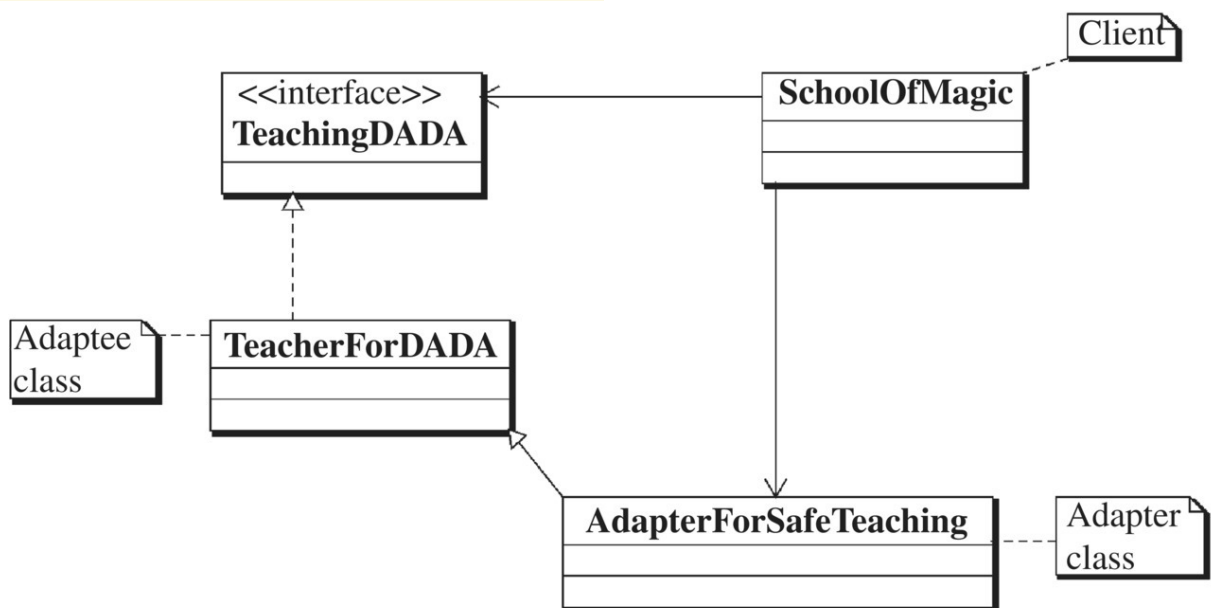 Client
<<interface>>
TeachingDADA
SchoolOfMagic
Adaptee
class
TeacherForDADA
AdapterForSafeTeaching
Adapter
class